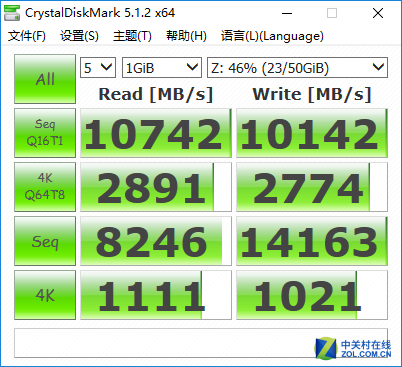 CrystalDiskMark 5.1.2 x64
文件(F) 设置(S) 主题(T) 帮助(H) 语言(L)(Language)
All 5 1GiB Z: 46% (23/50GiB)
Read [MB/s] Write [MB/s]
Seq Q16T1 10742 10142
4K Q64T8 2891 2774
Seq 8246 14163
4K 1111 1021
中关村在线
ZOL.COM.CN